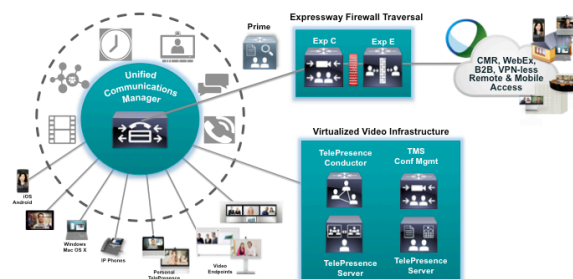 Prime
Expressway Firewall Traversal
Exp C
Exp E
CMR, WebEx,
B2B, VPN-less
Remote & Mobile
Access
Unified
Communications
Manager
Virtualized Video Infrastructure
TelePresence
Conductor
TMS
Conf Mgmt
TelePresence
Server
TelePresence
Server
iOS
Android
Windows
Mac OS X
IP Phones
Personal
TelePresence
Video
Endpoints